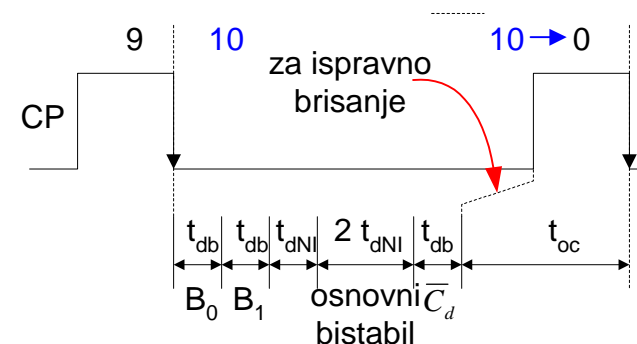 9 10 10 → 0
za ispravno
brisanje
CP
t_db t_db t_dNI 2 t_dNI t_db t_oc
B_0 B_1 osnovni C̅_d
bistabil